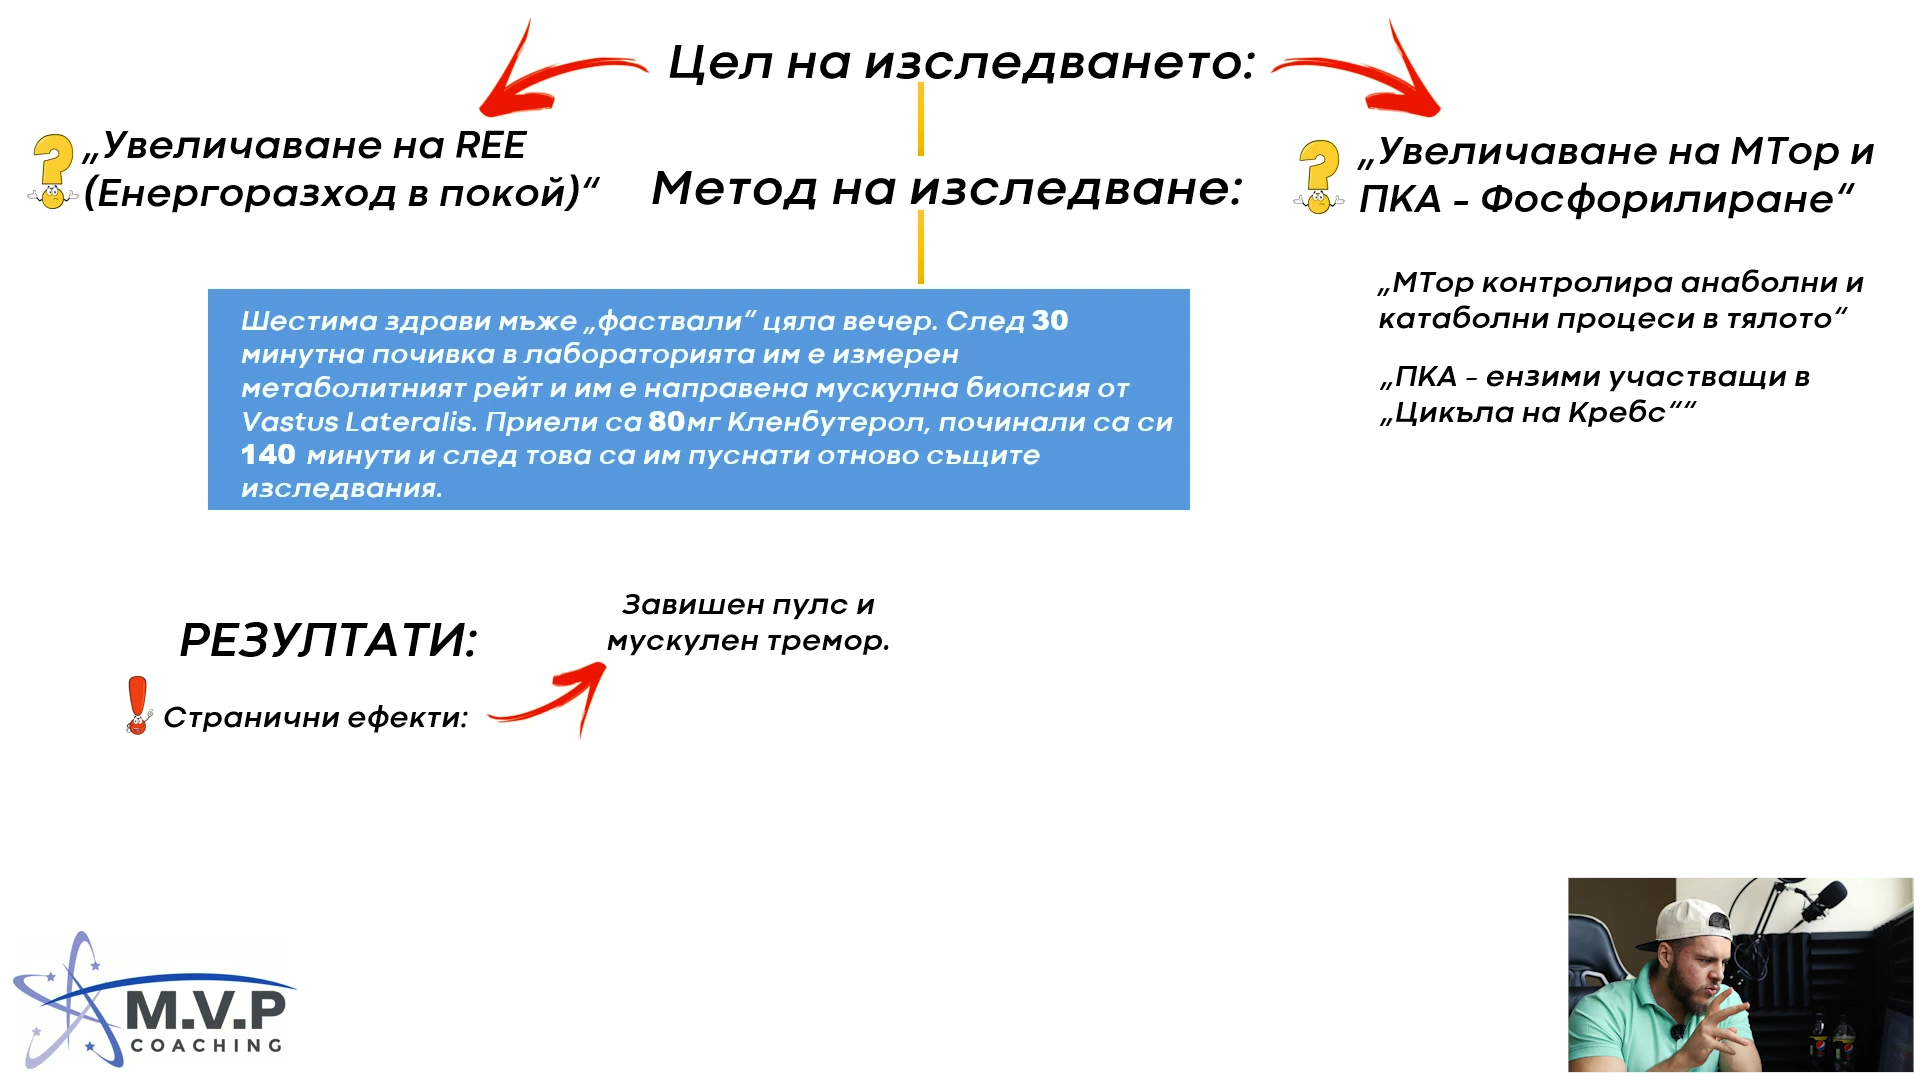 Цел на изследването:
„Увеличаване на REE
(Енергоразход в покой)“
Метод на изследване:
„Увеличаване на МТор и
ПКА - Фосфорилиране“
„МТор контролира анаболни и
катаболни процеси в тялото“
„ПКА - ензими участващи в
„Цикъла на Кребс““
Шестима здрави мъже „фаствали“ цяла вечер. След 30
минутна почивка в лабораторията им е измерен
метаболитният рейт и им е направена мускулна биопсия от
Vastus Lateralis. Приели са 80мг Кленбутерол, починали са си
140 минути и след това са им пуснати отново същите
изследвания.
РЕЗУЛТАТИ:
Завишен пулс и
мускулен тремор.
Странични ефекти:
M.V.P
COACHING